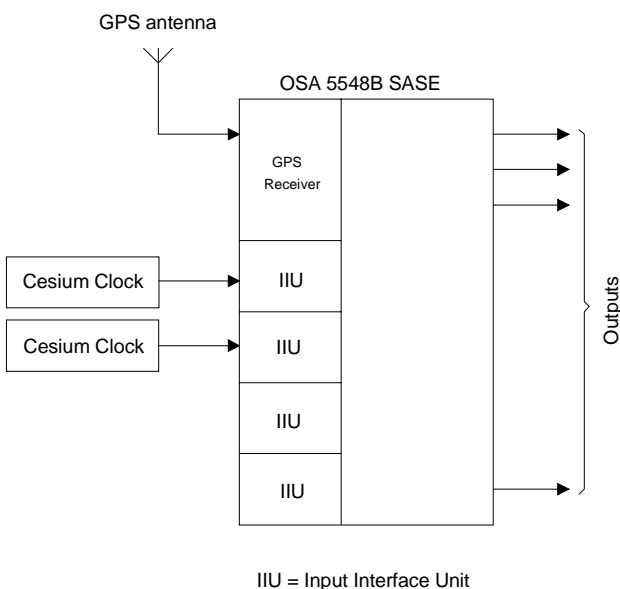 GPS antenna
OSA 5548B SASE
GPS
Receiver
Cesium Clock
IIU
Cesium Clock
IIU
IIU
IIU
Outputs
IIU = Input Interface Unit